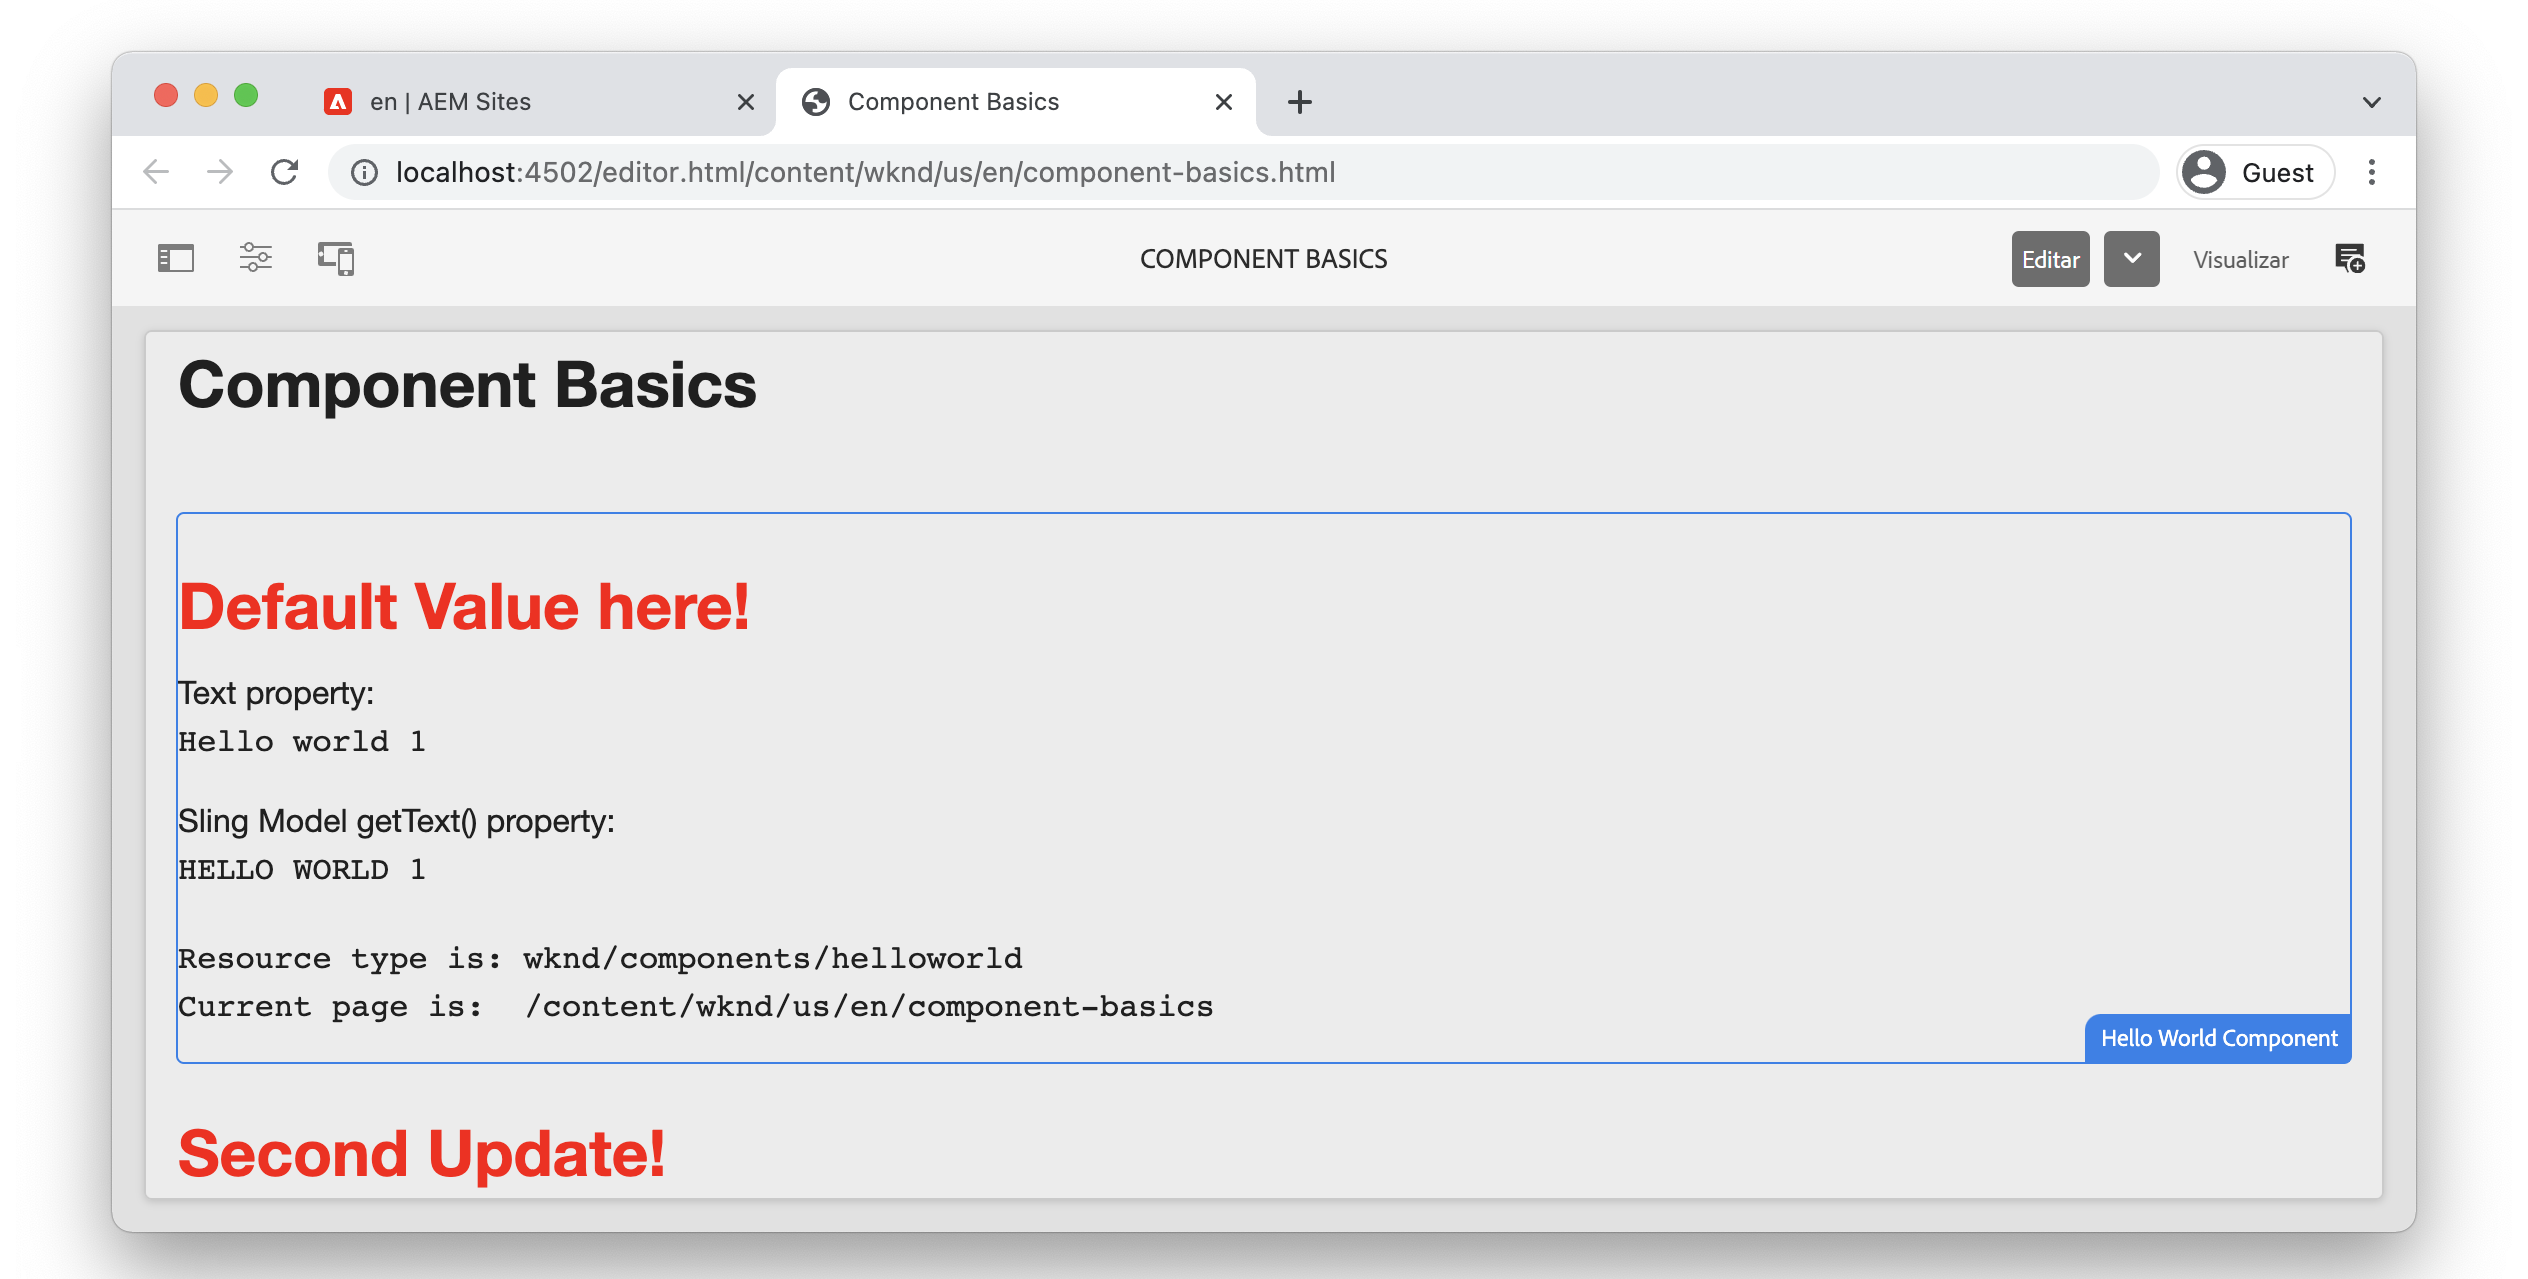 en | AEM Sites
Component Basics
localhost:4502/editor.html/content/wknd/us/en/component-basics.html
Guest
COMPONENT BASICS
Editar
Visualizar
Component Basics
Default Value here!
Text property:
Hello world 1
Sling Model getText() property:
HELLO WORLD 1
Resource type is: wknd/components/helloworld
Current page is:  /content/wknd/us/en/component-basics
Hello World Component
Second Update!